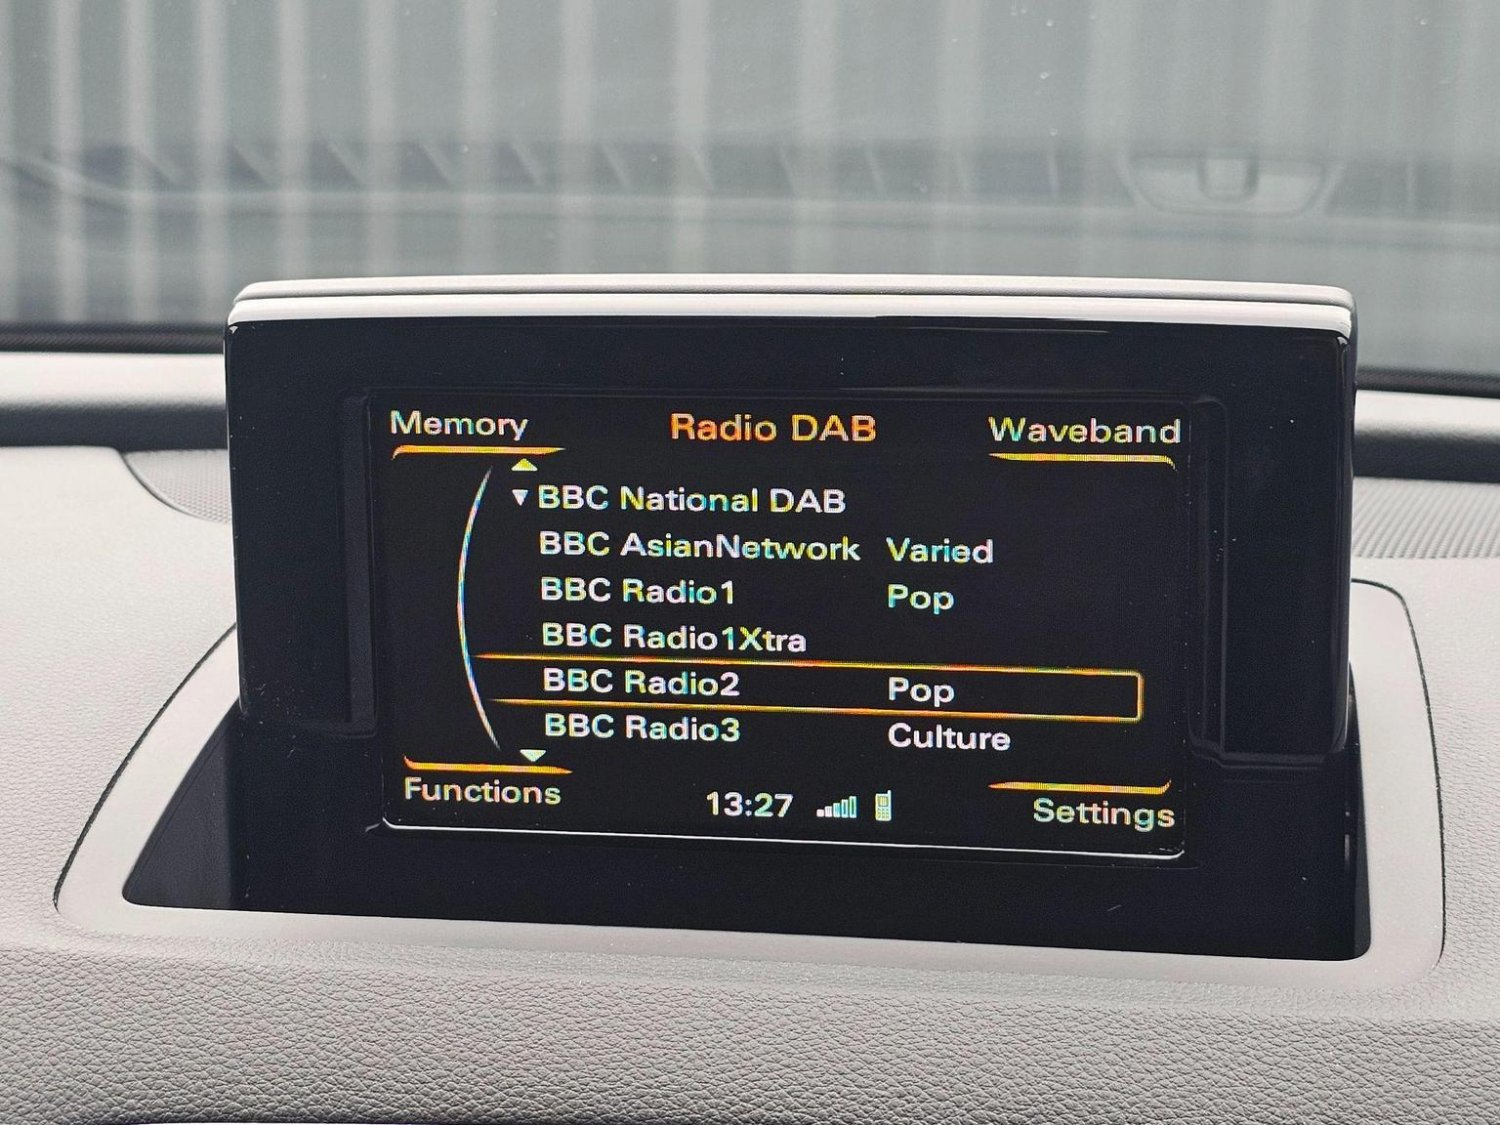 Memory Radio DAB Waveband
BBC National DAB
BBC AsianNetwork Varied
BBC Radio1 Pop
BBC Radio1Xtra
BBC Radio2 Pop
BBC Radio3 Culture
Functions 13:27 Settings